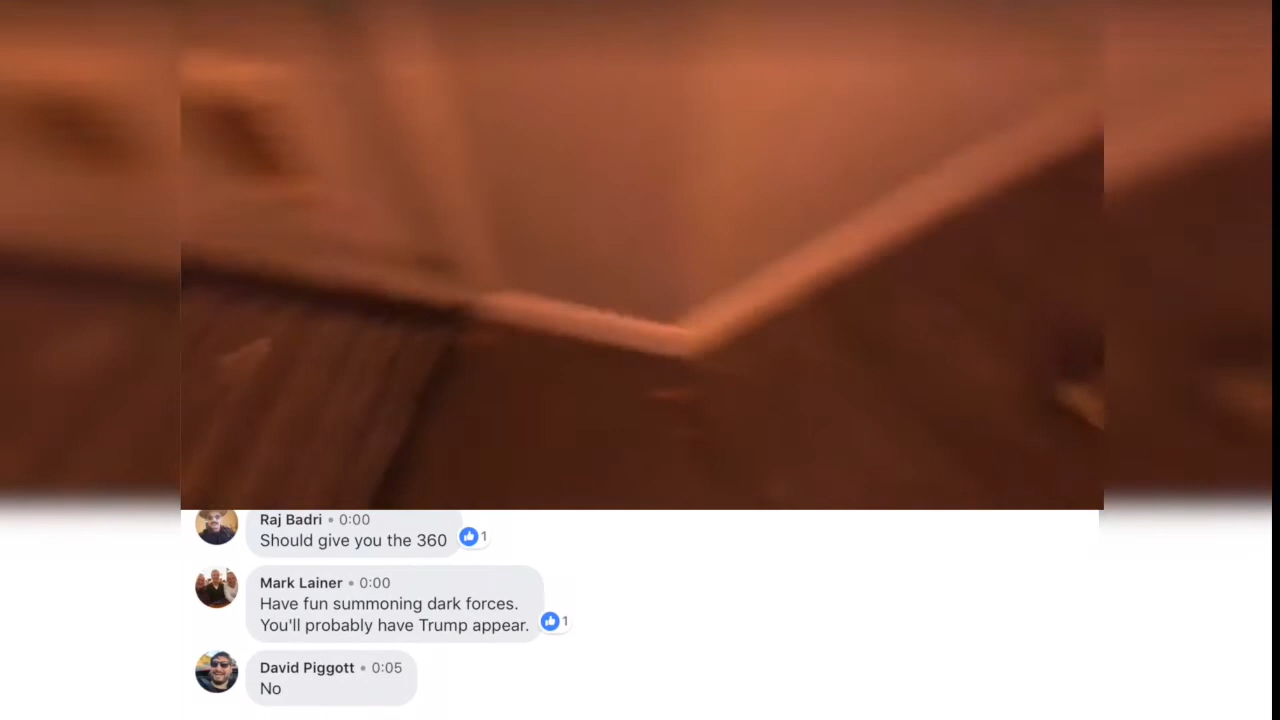 Raj Badri • 0:00
Should give you the 360
1
Mark Lainer • 0:00
Have fun summoning dark forces.
You'll probably have Trump appear.
1
David Piggott • 0:05
No